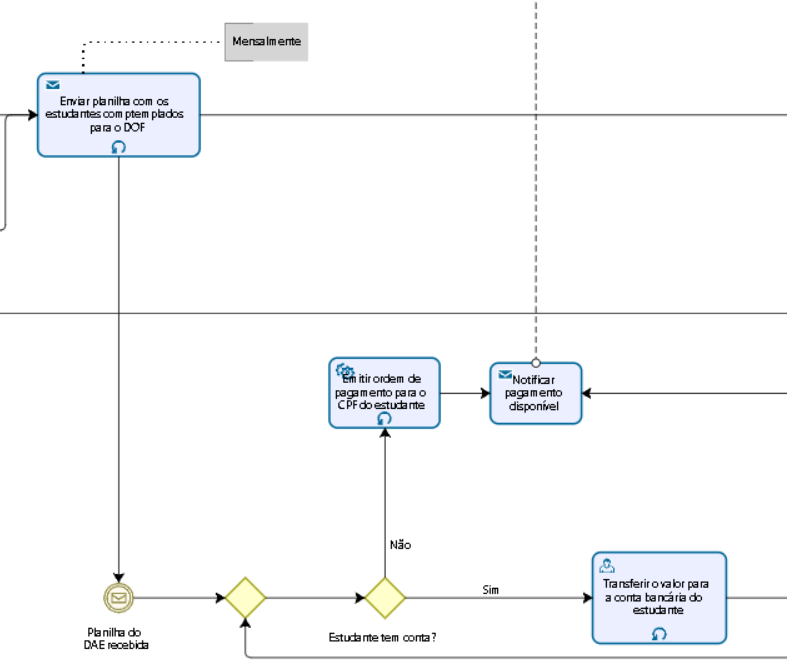 Mensalmente
Enviar planilha com os
estudantes comptemplados
para o DOF
Emitir ordem de
pagamento para o
CPF do estudante
Notificar
pagamento
disponível
Não
Sim
Transferir o valor para
a conta bancária do
estudante
Planilha do
DAE recebida
Estudante tem conta?